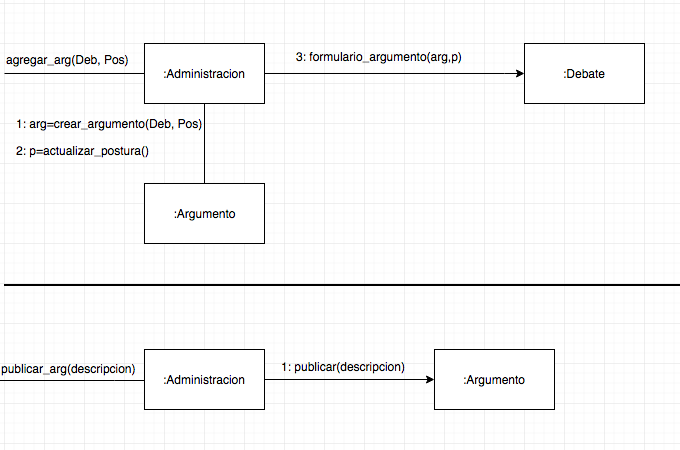 agregar_arg(Deb, Pos)
:Administracion
3: formulario_argumento(arg,p)
:Debate
1: arg=crear_argumento(Deb, Pos)
2: p=actualizar_postura()
:Argumento
publicar_arg(descripcion)
:Administracion
1: publicar(descripcion)
:Argumento